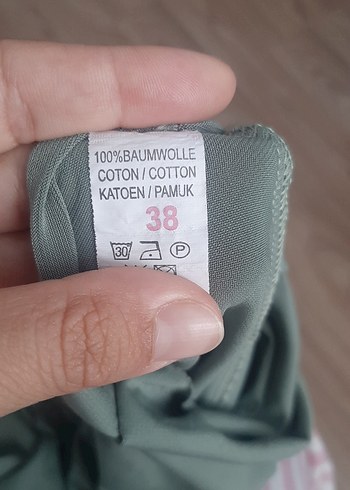 100%BAUMWOLLE
COTON / COTTON
KATOEN / PAMUK
38
30 P